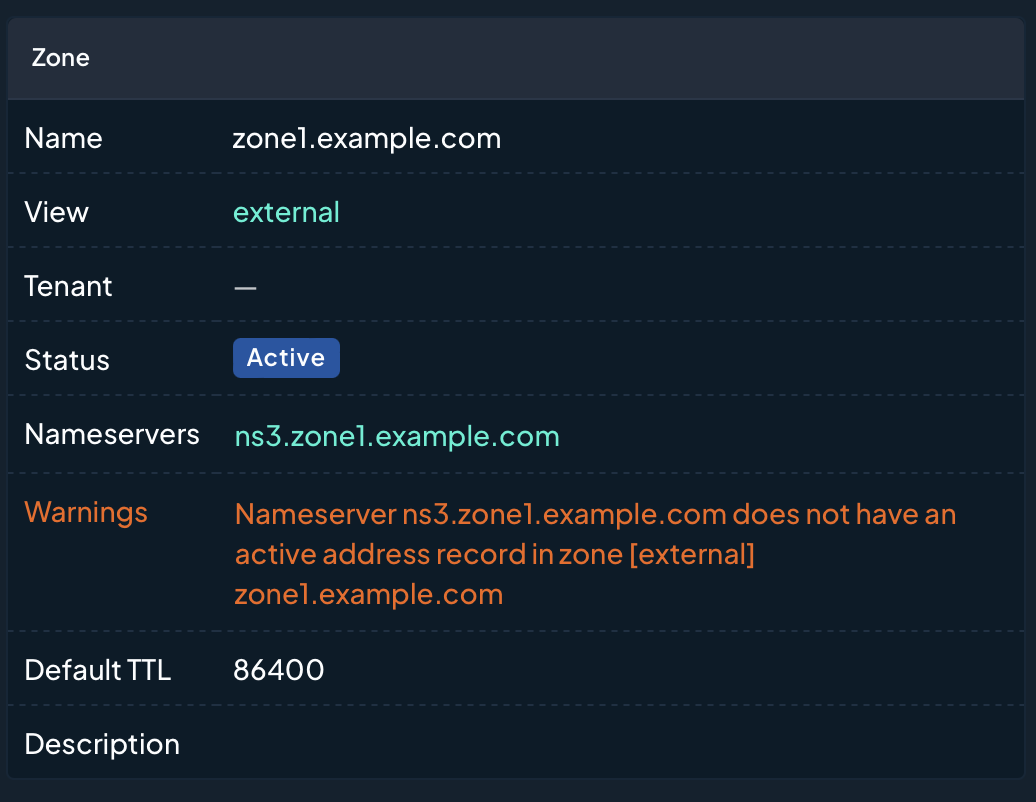 Zone
Name zone1.example.com
View external
Tenant —
Status Active
Nameservers ns3.zone1.example.com
Warnings Nameserver ns3.zone1.example.com does not have an
active address record in zone [external]
zone1.example.com
Default TTL 86400
Description